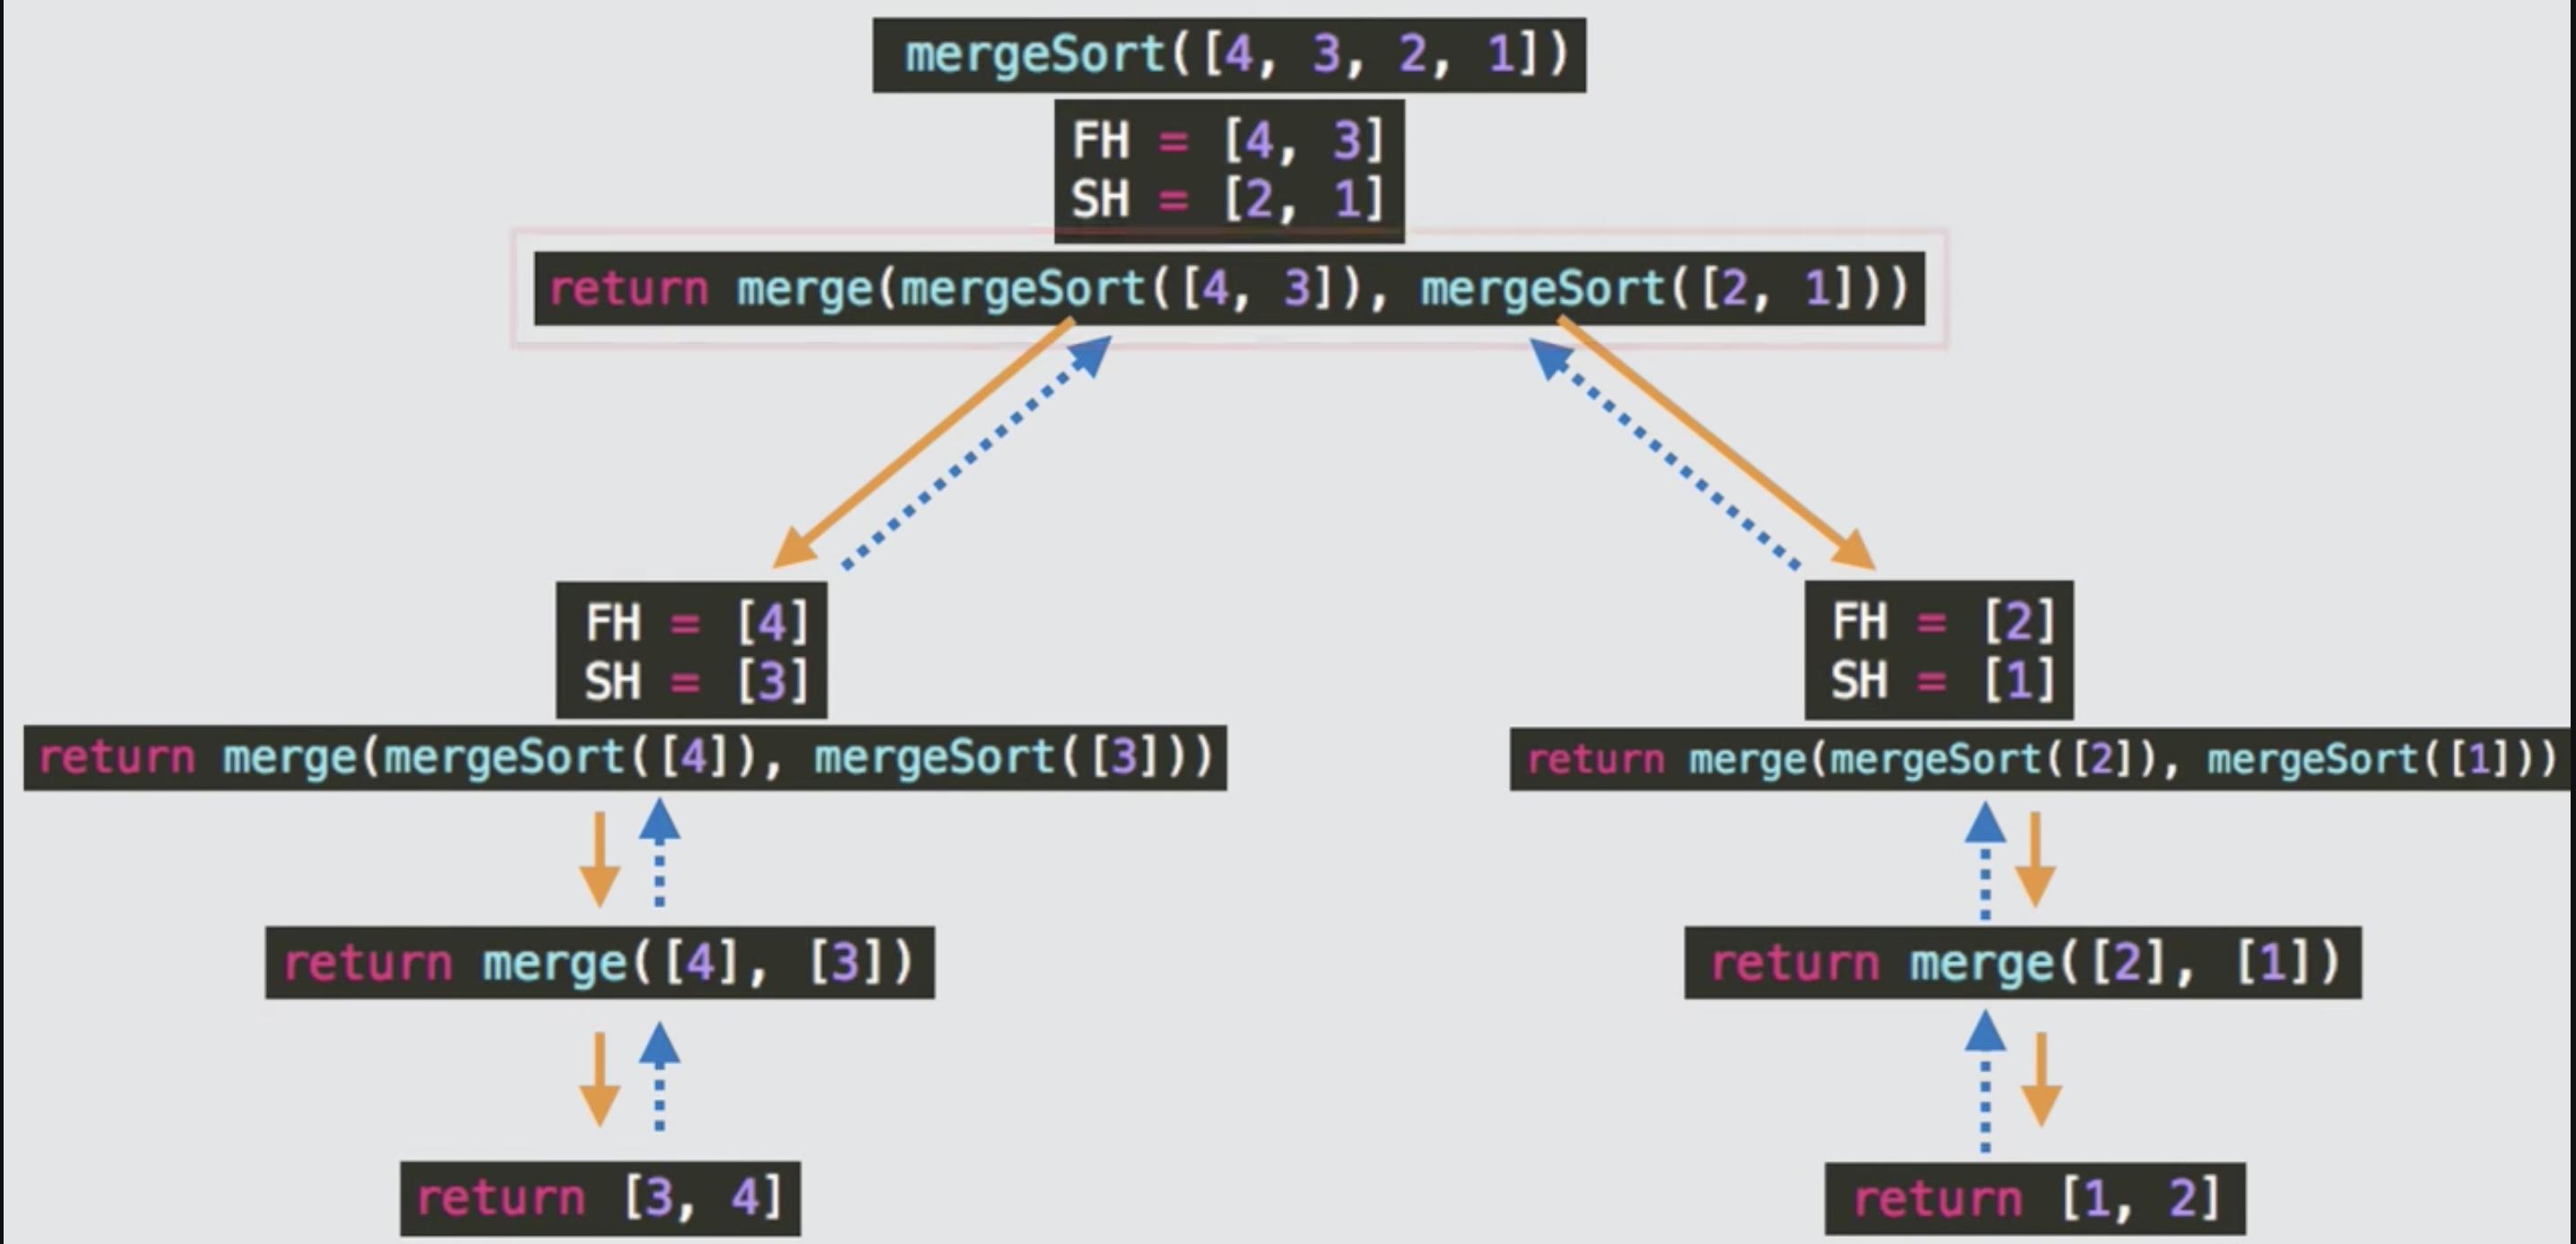 mergeSort([4, 3, 2, 1])
FH = [4, 3]
SH = [2, 1]
return merge(mergeSort([4, 3]), mergeSort([2, 1]))
FH = [4]
SH = [3]
return merge(mergeSort([4]), mergeSort([3]))
return merge([4], [3])
return [3, 4]
FH = [2]
SH = [1]
return merge(mergeSort([2]), mergeSort([1]))
return merge([2], [1])
return [1, 2]